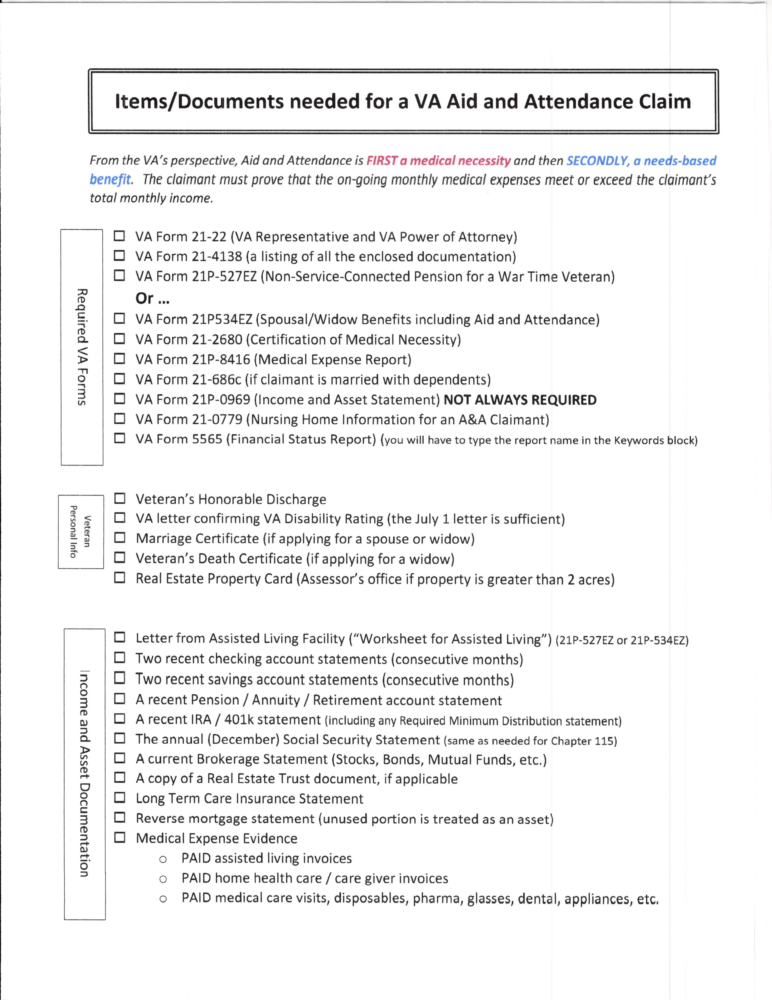 Items/Documents needed for a VA Aid and Attendance Claim
From the VA's perspective, Aid and Attendance is FIRST a medical necessity and then SECONDLY, a needs-based
benefit. The claimant must prove that the on-going monthly medical expenses meet or exceed the claimant's
total monthly income.
Required VA Forms
☐ VA Form 21-22 (VA Representative and VA Power of Attorney)
☐ VA Form 21-4138 (a listing of all the enclosed documentation)
☐ VA Form 21P-527EZ (Non-Service-Connected Pension for a War Time Veteran)
Or ...
☐ VA Form 21P534EZ (Spousal/Widow Benefits including Aid and Attendance)
☐ VA Form 21-2680 (Certification of Medical Necessity)
☐ VA Form 21P-8416 (Medical Expense Report)
☐ VA Form 21-686c (if claimant is married with dependents)
☐ VA Form 21P-0969 (Income and Asset Statement) NOT ALWAYS REQUIRED
☐ VA Form 21-0779 (Nursing Home Information for an A&A Claimant)
☐ VA Form 5565 (Financial Status Report) (you will have to type the report name in the Keywords block)
Veteran
Personal Info
☐ Veteran's Honorable Discharge
☐ VA letter confirming VA Disability Rating (the July 1 letter is sufficient)
☐ Marriage Certificate (if applying for a spouse or widow)
☐ Veteran's Death Certificate (if applying for a widow)
☐ Real Estate Property Card (Assessor's office if property is greater than 2 acres)
Income and Asset Documentation
☐ Letter from Assisted Living Facility ("Worksheet for Assisted Living") (21P-527EZ or 21P-534EZ)
☐ Two recent checking account statements (consecutive months)
☐ Two recent savings account statements (consecutive months)
☐ A recent Pension / Annuity / Retirement account statement
☐ A recent IRA / 401k statement (including any Required Minimum Distribution statement)
☐ The annual (December) Social Security Statement (same as needed for Chapter 115)
☐ A current Brokerage Statement (Stocks, Bonds, Mutual Funds, etc.)
☐ A copy of a Real Estate Trust document, if applicable
☐ Long Term Care Insurance Statement
☐ Reverse mortgage statement (unused portion is treated as an asset)
☐ Medical Expense Evidence
o PAID assisted living invoices
o PAID home health care / care giver invoices
o PAID medical care visits, disposables, pharma, glasses, dental, appliances, etc.